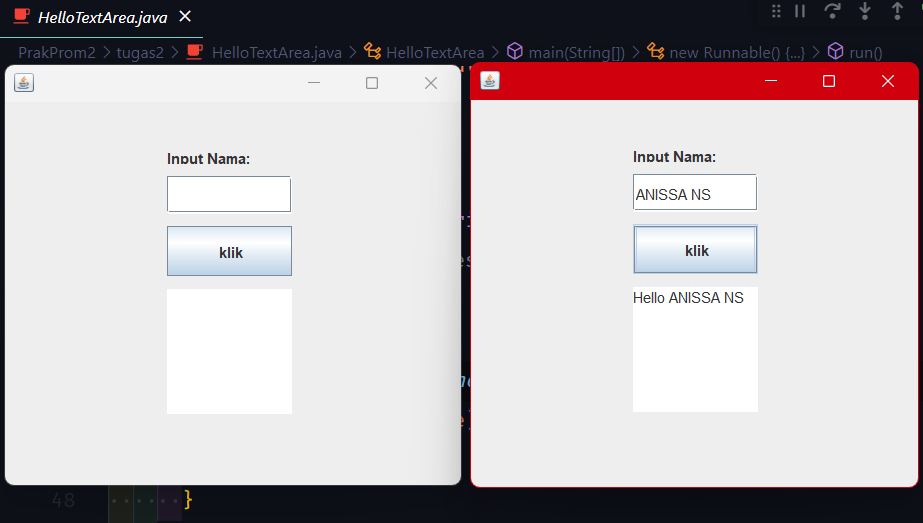 HelloTextArea.java
PrakProm2 > tugas2 > HelloTextArea.java > HelloTextArea > main(String[]) > new Runnable() {...} > run()
Input Nama:
klik
Input Nama:
ANISSA NS
klik
Hello ANISSA NS
48 }